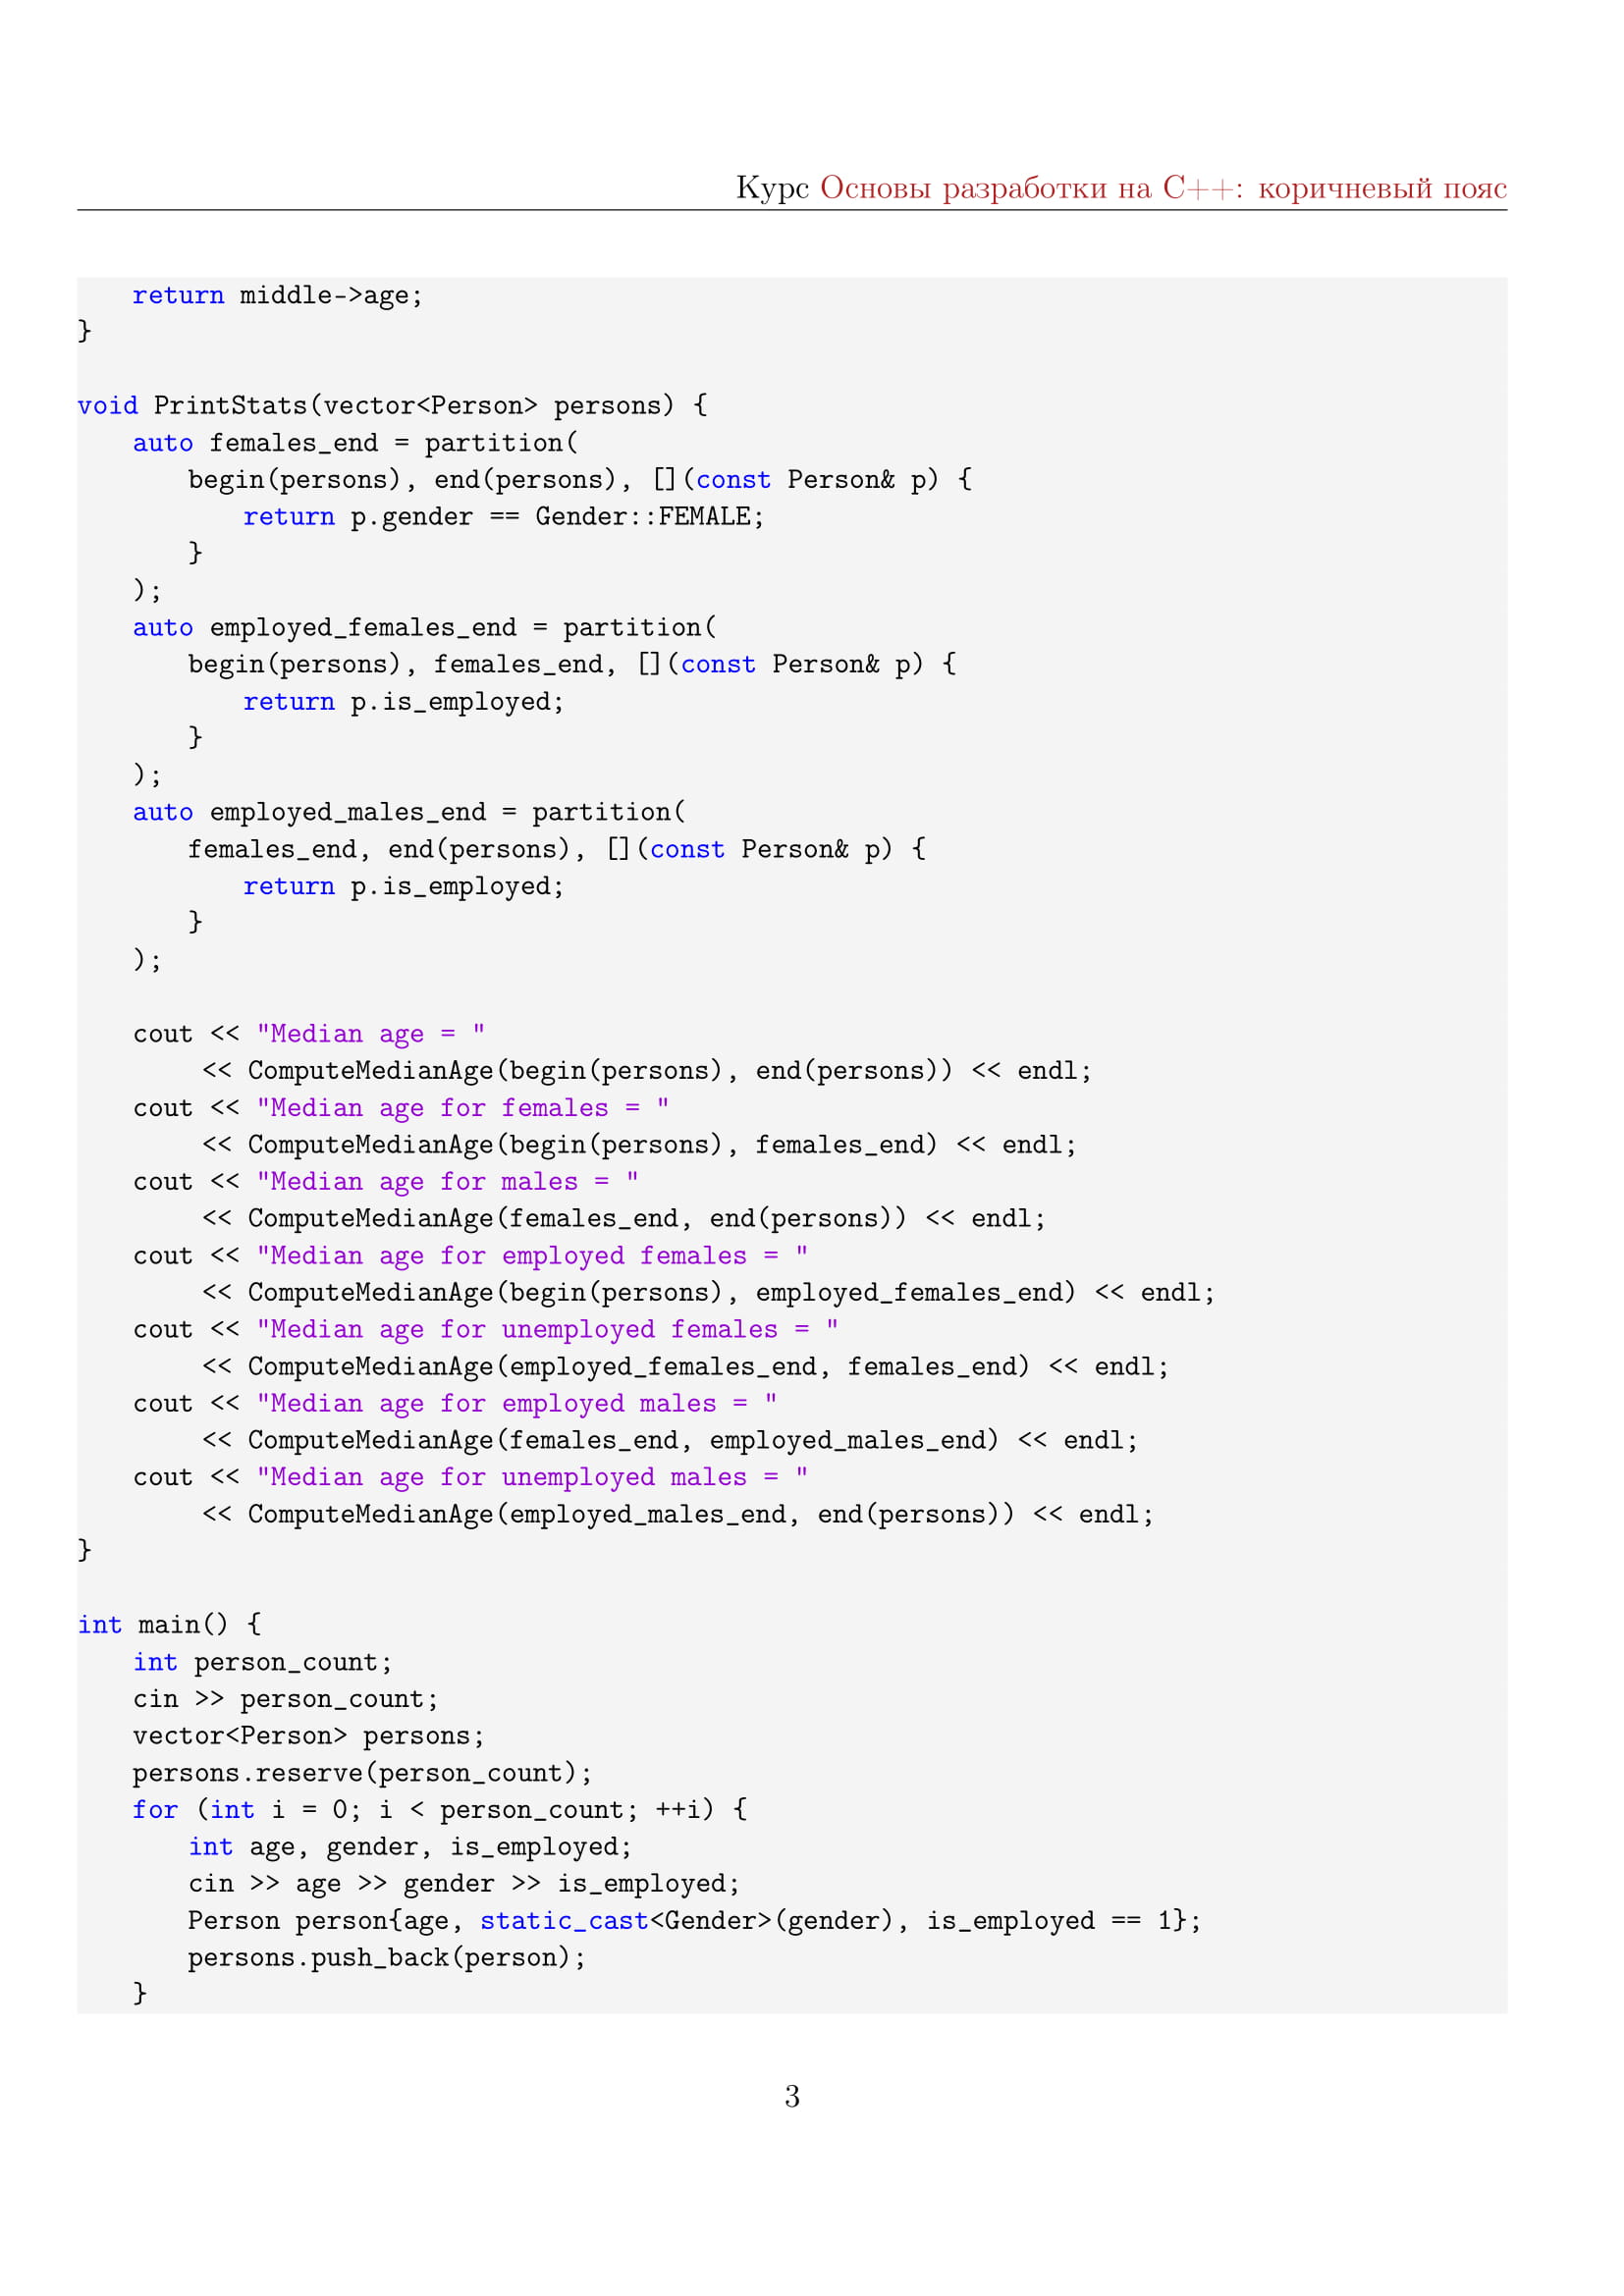 Курс Основы разработки на C++: коричневый пояс
    return middle->age;
}

void PrintStats(vector<Person> persons) {
    auto females_end = partition(
        begin(persons), end(persons), [](const Person& p) {
            return p.gender == Gender::FEMALE;
        }
    );
    auto employed_females_end = partition(
        begin(persons), females_end, [](const Person& p) {
            return p.is_employed;
        }
    );
    auto employed_males_end = partition(
        females_end, end(persons), [](const Person& p) {
            return p.is_employed;
        }
    );

    cout << "Median age = "
         << ComputeMedianAge(begin(persons), end(persons)) << endl;
    cout << "Median age for females = "
         << ComputeMedianAge(begin(persons), females_end) << endl;
    cout << "Median age for males = "
         << ComputeMedianAge(females_end, end(persons)) << endl;
    cout << "Median age for employed females = "
         << ComputeMedianAge(begin(persons), employed_females_end) << endl;
    cout << "Median age for unemployed females = "
         << ComputeMedianAge(employed_females_end, females_end) << endl;
    cout << "Median age for employed males = "
         << ComputeMedianAge(females_end, employed_males_end) << endl;
    cout << "Median age for unemployed males = "
         << ComputeMedianAge(employed_males_end, end(persons)) << endl;
}

int main() {
    int person_count;
    cin >> person_count;
    vector<Person> persons;
    persons.reserve(person_count);
    for (int i = 0; i < person_count; ++i) {
        int age, gender, is_employed;
        cin >> age >> gender >> is_employed;
        Person person{age, static_cast<Gender>(gender), is_employed == 1};
        persons.push_back(person);
    }
3